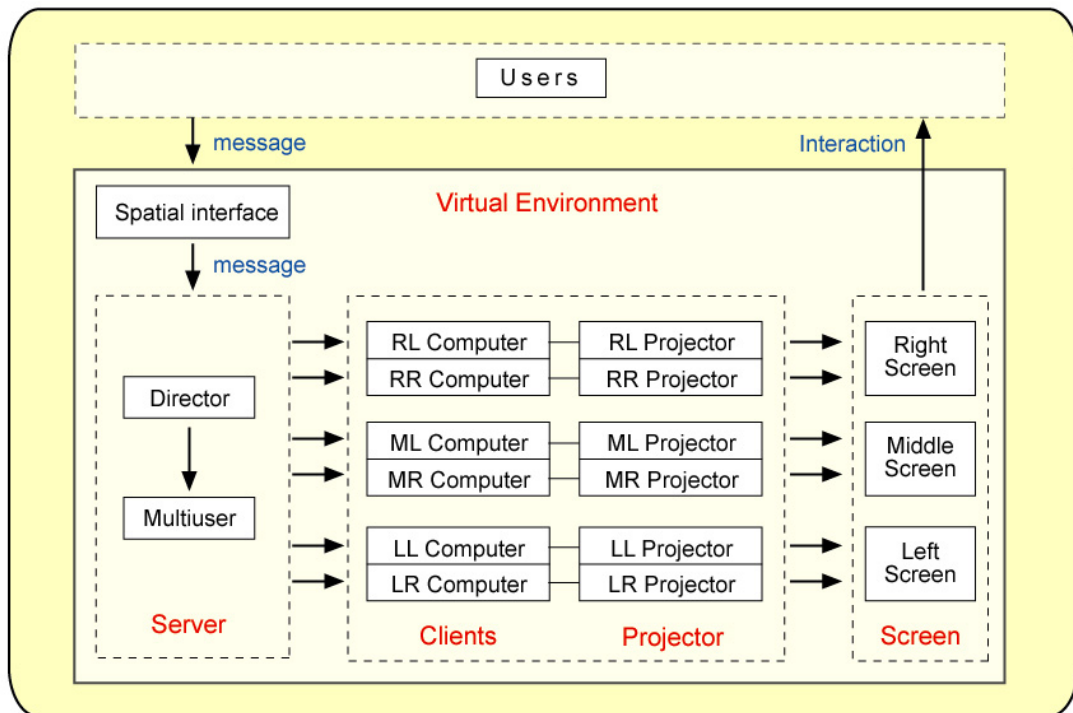 Users
message
Interaction
Spatial interface
Virtual Environment
message
Director
Multiuser
Server
RL Computer
RL Projector
RR Computer
RR Projector
ML Computer
ML Projector
MR Computer
MR Projector
LL Computer
LL Projector
LR Computer
LR Projector
Clients
Projector
Right
Screen
Middle
Screen
Left
Screen
Screen